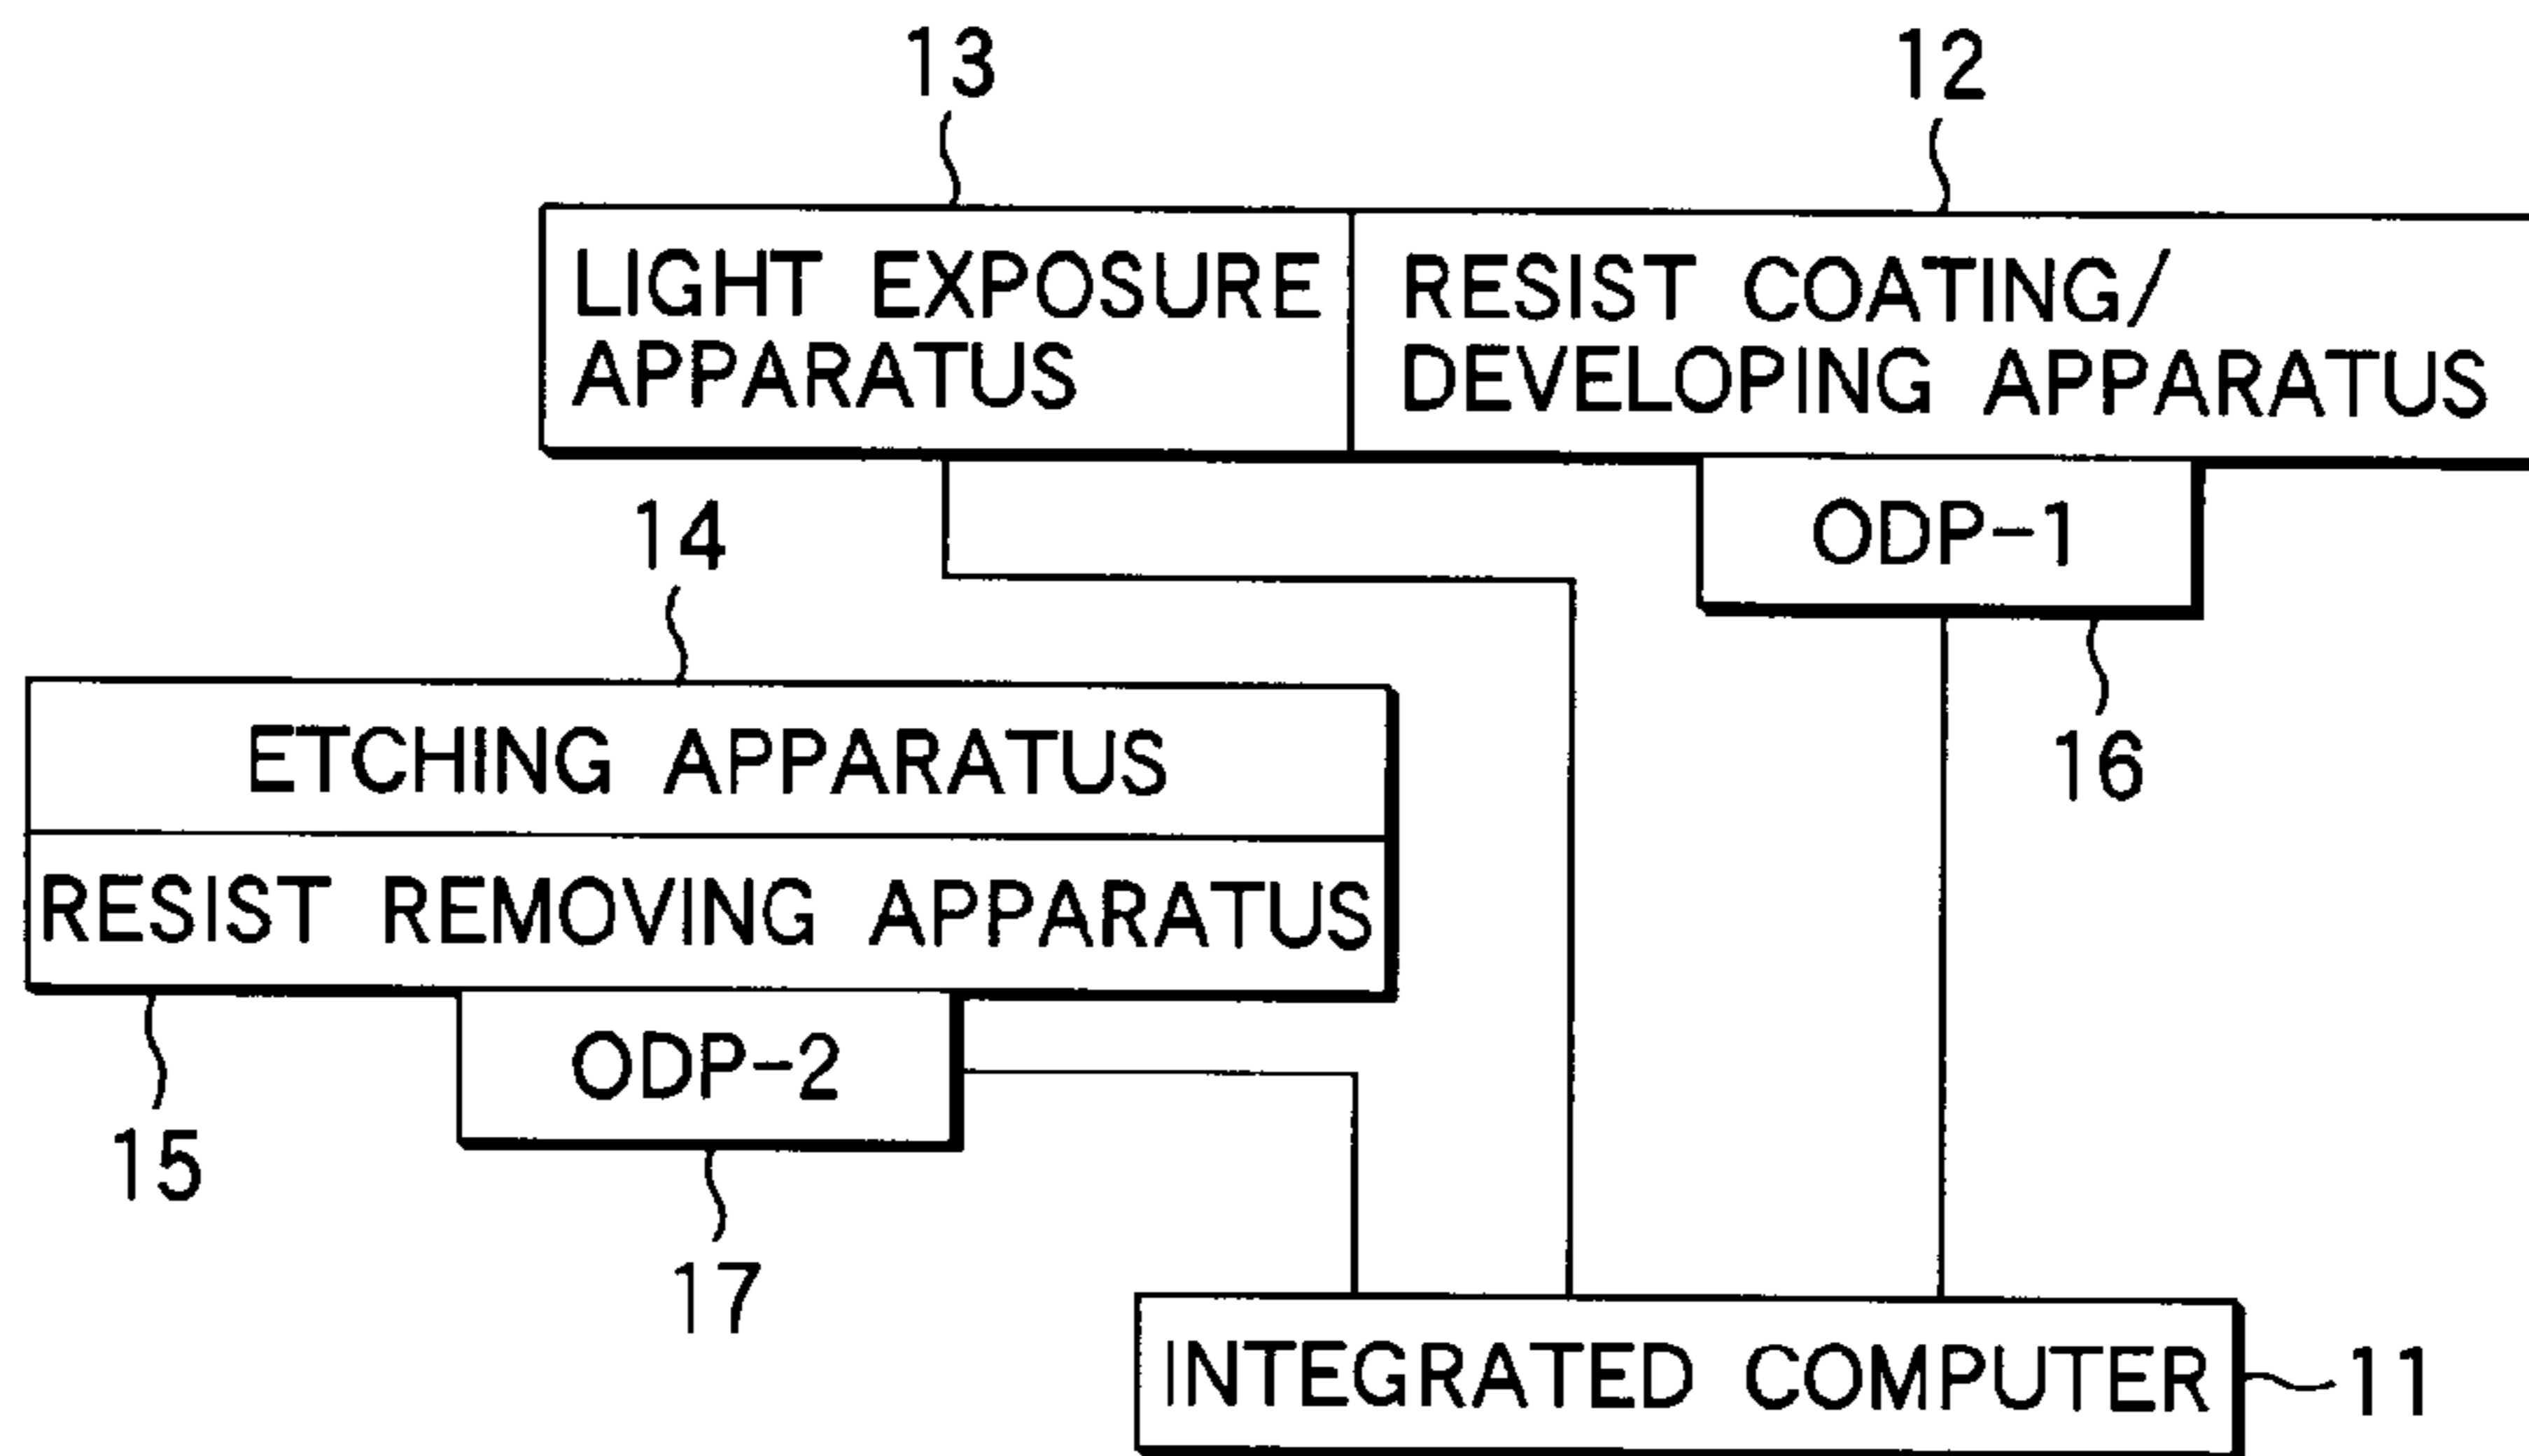 13
12
LIGHT EXPOSURE
APPARATUS
RESIST COATING/
DEVELOPING APPARATUS
ODP-1
14
16
ETCHING APPARATUS
RESIST REMOVING APPARATUS
ODP-2
15
17
INTEGRATED COMPUTER
11